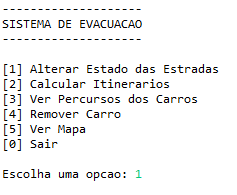 --------------------
SISTEMA DE EVACUACAO
--------------------
[1] Alterar Estado das Estradas
[2] Calcular Itinerarios
[3] Ver Percursos dos Carros
[4] Remover Carro
[5] Ver Mapa
[0] Sair
Escolha uma opcao: 1